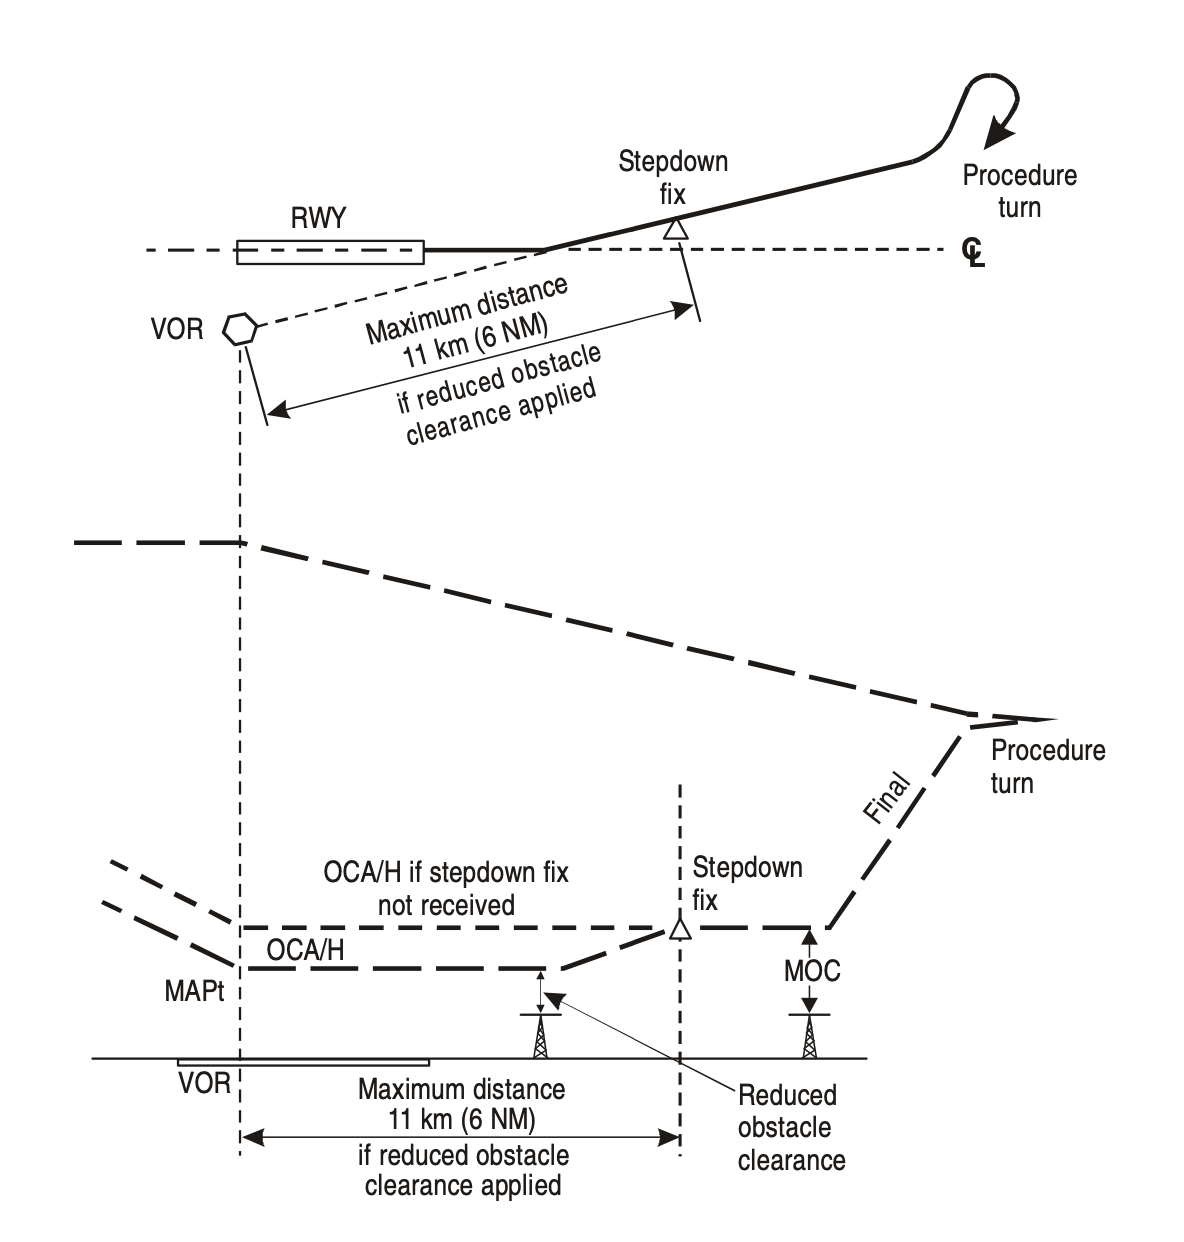 Stepdown
fix
Procedure
turn
RWY
℄
VOR
Maximum distance
11 km (6 NM)
if reduced obstacle
clearance applied
Procedure
turn
Final
OCA/H if stepdown fix
not received
Stepdown
fix
OCA/H
MOC
MAPt
VOR
Maximum distance
11 km (6 NM)
if reduced obstacle
clearance applied
Reduced
obstacle
clearance